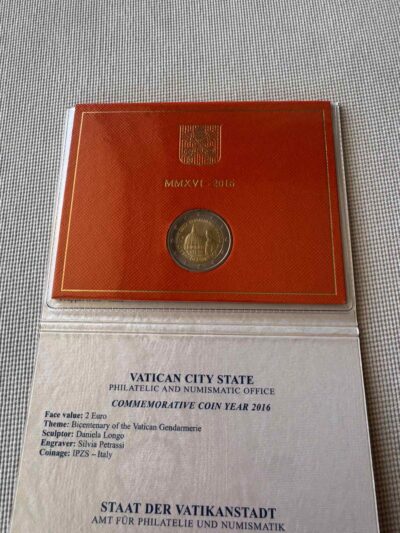 MMXVI - 2016
VATICAN CITY STATE
PHILATELIC AND NUMISMATIC OFFICE
COMMEMORATIVE COIN YEAR 2016
Face value: 2 Euro
Theme: Bicentenary of the Vatican Gendarmerie
Sculptor: Daniela Longo
Engraver: Silvia Petrassi
Coinage: IPZS – Italy
STAAT DER VATIKANSTADT
AMT FÜR PHILATELIE UND NUMISMATIK